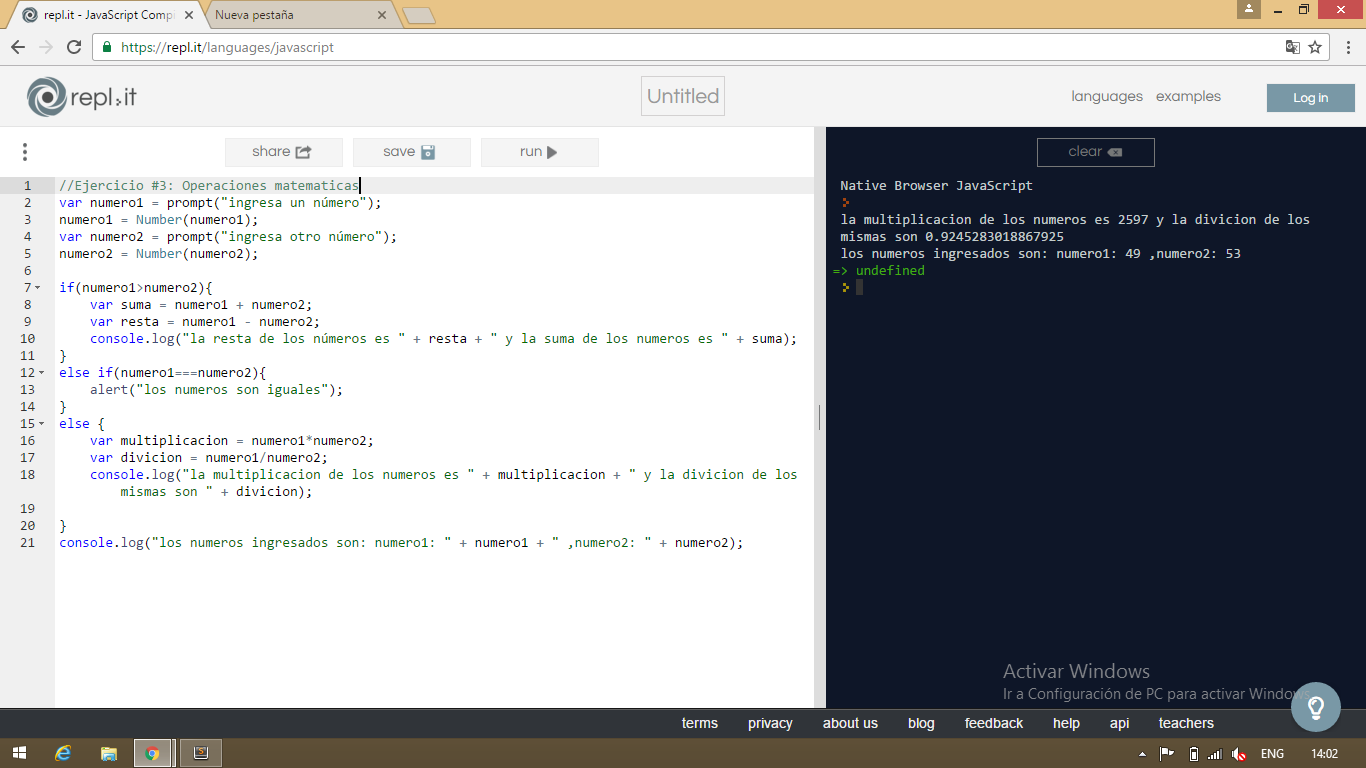 repl.it - JavaScript Comp
Nueva pestaña
https://repl.it/languages/javascript
repl.it
Untitled
languages examples
Log in
share save run
clear
1 //Ejercicio #3: Operaciones matematicas
2 var numero1 = prompt("ingresa un número");
3 numero1 = Number(numero1);
4 var numero2 = prompt("ingresa otro número");
5 numero2 = Number(numero2);
6
7 if(numero1>numero2){
8 var suma = numero1 + numero2;
9 var resta = numero1 - numero2;
10 console.log("la resta de los números es " + resta + " y la suma de los numeros es " + suma);
11 }
12 else if(numero1===numero2){
13 alert("los numeros son iguales");
14 }
15 else {
16 var multiplicacion = numero1*numero2;
17 var divicion = numero1/numero2;
18 console.log("la multiplicacion de los numeros es " + multiplicacion + " y la divicion de los
mismas son " + divicion);
19
20 }
21 console.log("los numeros ingresados son: numero1: " + numero1 + " ,numero2: " + numero2);
Native Browser JavaScript
la multiplicacion de los numeros es 2597 y la divicion de los
mismas son 0.9245283018867925
los numeros ingresados son: numero1: 49 ,numero2: 53
=> undefined
Activar Windows
Ir a Configuración de PC para activar Windows.
terms privacy about us blog feedback help api teachers
ENG 14:02